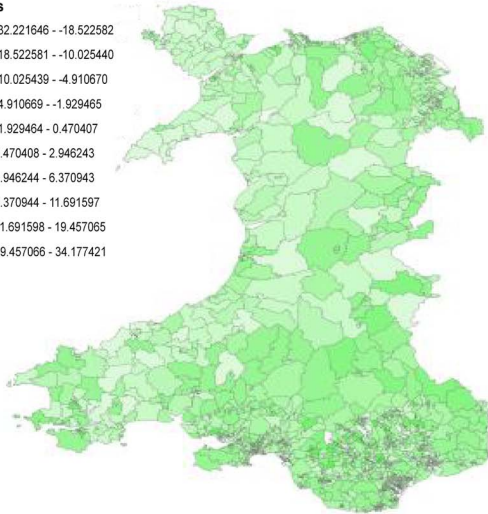 s
32.221646 - -18.522582
18.522581 - -10.025440
10.025439 - -4.910670
4.910669 - -1.929465
1.929464 - 0.470407
.470408 - 2.946243
.946244 - 6.370943
.370944 - 11.691597
1.691598 - 19.457065
9.457066 - 34.177421